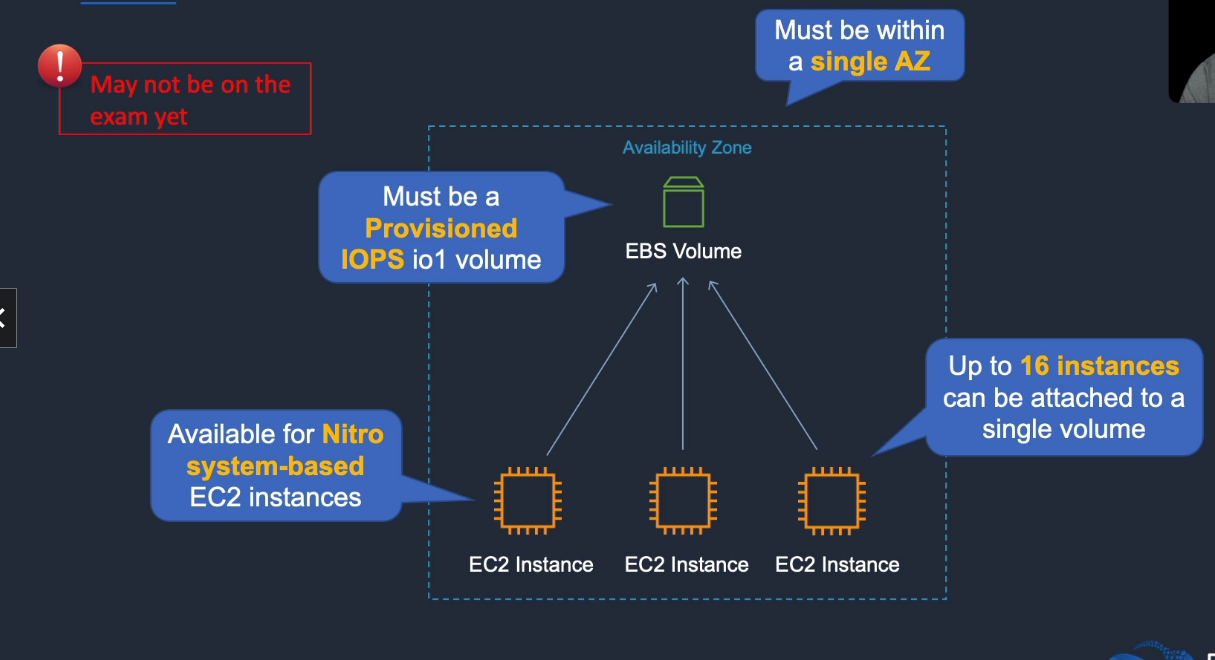 Must be within
a single AZ
May not be on the
exam yet
Availability Zone
Must be a
Provisioned
IOPS io1 volume
EBS Volume
Up to 16 instances
can be attached to a
single volume
Available for Nitro
system-based
EC2 instances
EC2 Instance
EC2 Instance
EC2 Instance